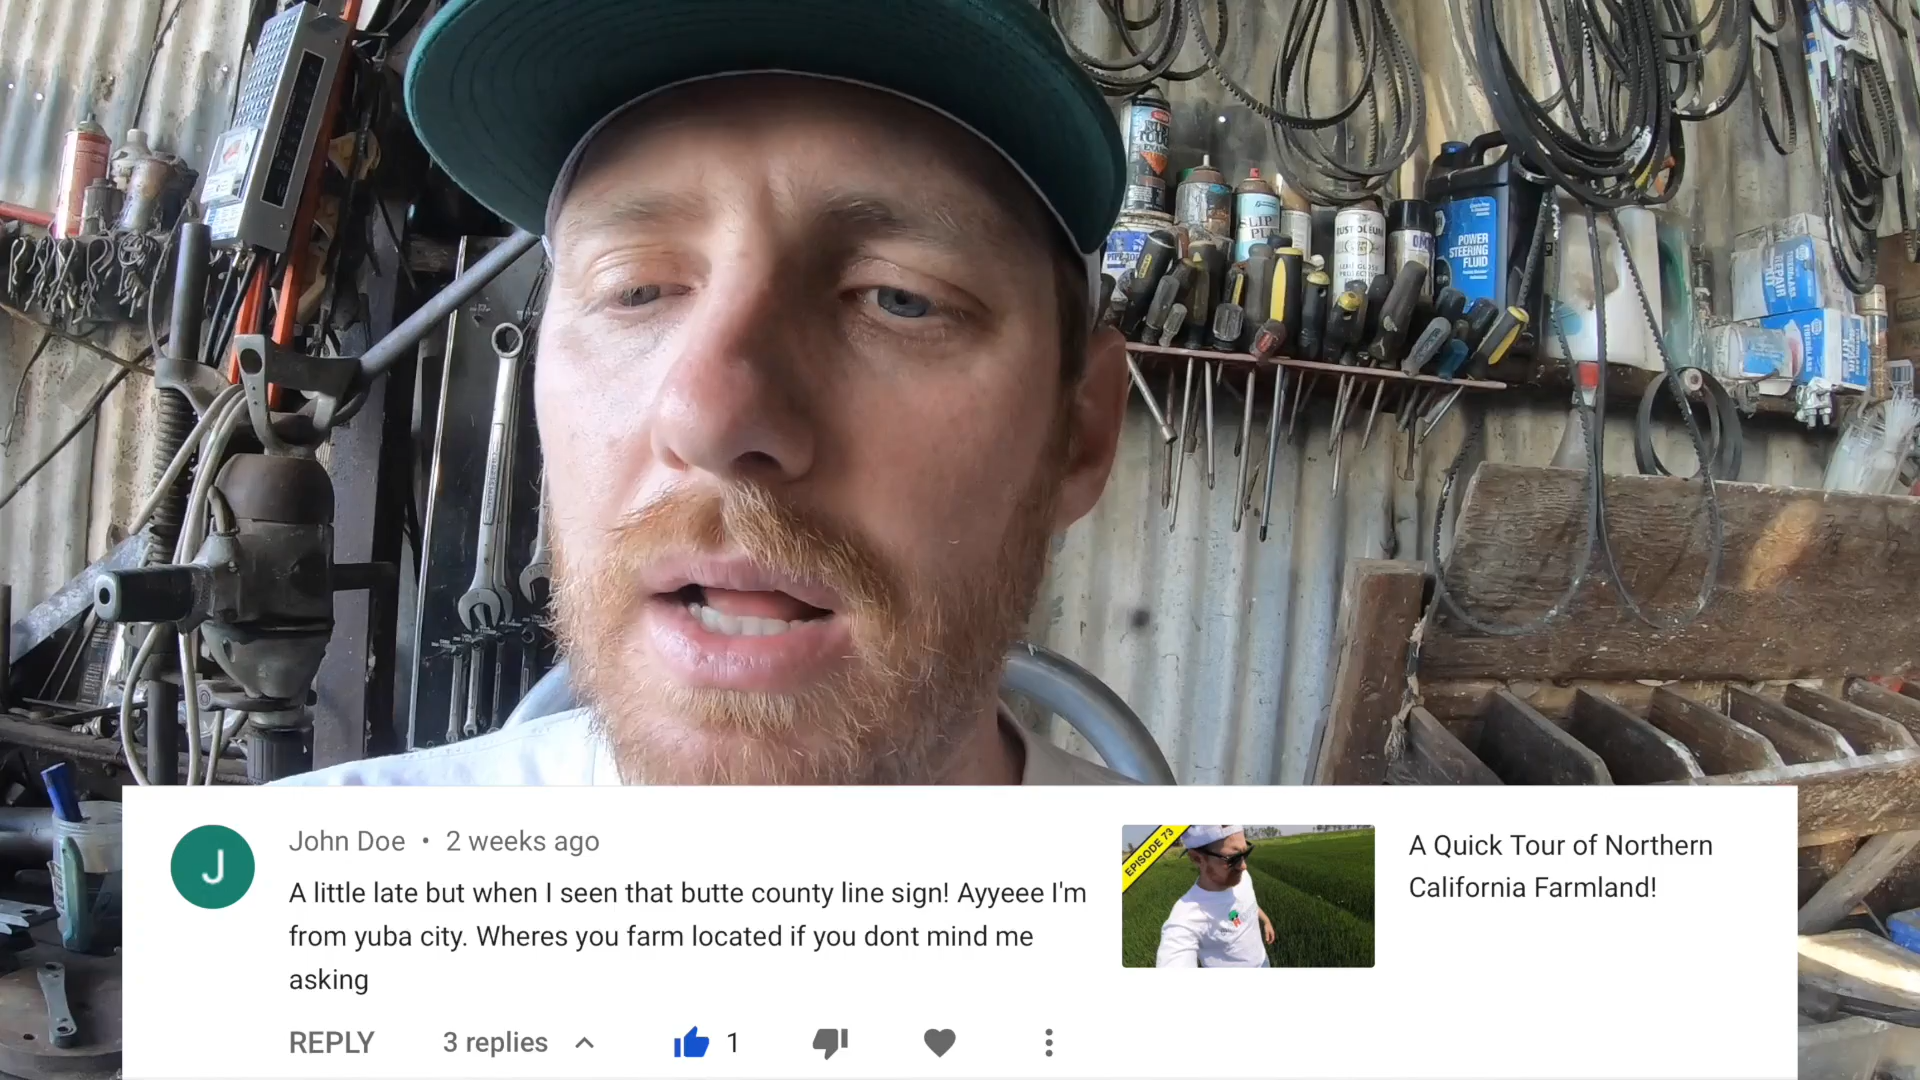 POWER
STEERING
FLUID
John Doe • 2 weeks ago
A little late but when I seen that butte county line sign! Ayyeee I'm
from yuba city. Wheres you farm located if you dont mind me
asking
REPLY
3 replies
1
EPISODE 73
A Quick Tour of Northern
California Farmland!